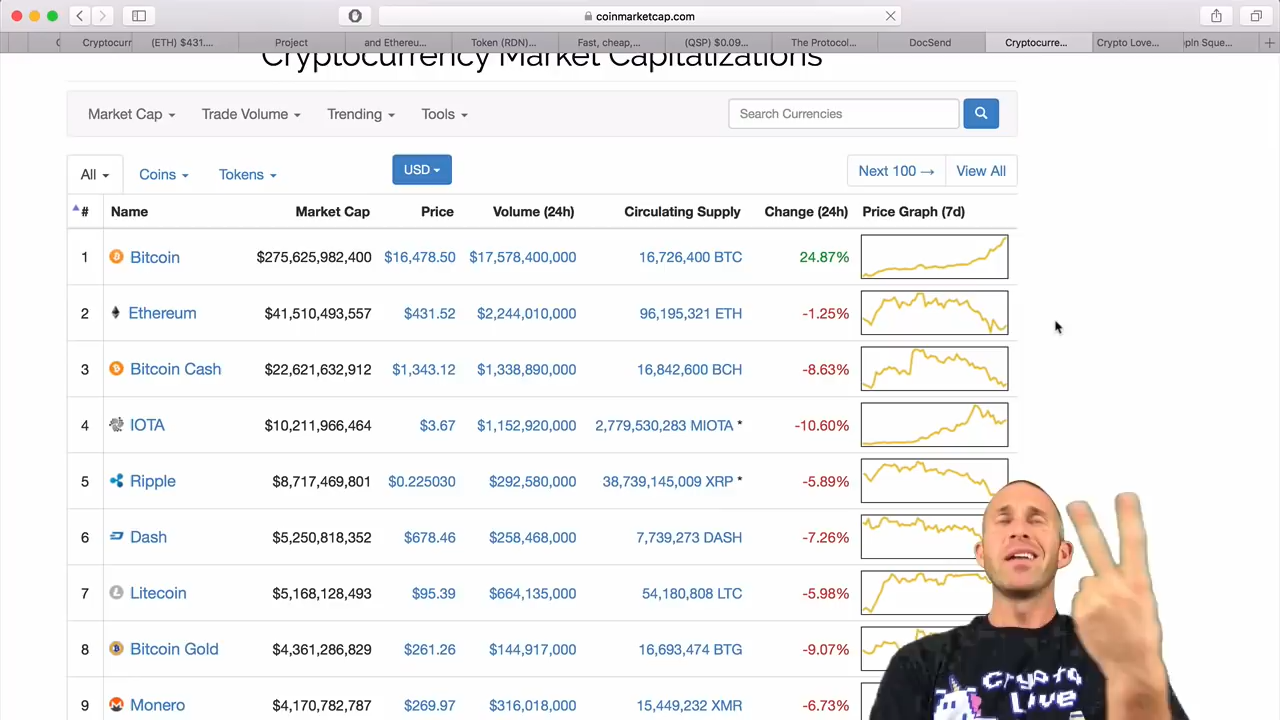 coinmarketcap.com
Cryptocurr (ETH) $431.... Project and Ethereu... Token (RDN)... Fast, cheap,... (QSP) $0.09... The Protocol... DocSend Cryptocurre... Crypto Love... pin Sque...
Cryptocurrency Market Capitalizations
Market Cap Trade Volume Trending Tools Search Currencies
All Coins Tokens USD Next 100 → View All
# Name Market Cap Price Volume (24h) Circulating Supply Change (24h) Price Graph (7d)
1 Bitcoin $275,625,982,400 $16,478.50 $17,578,400,000 16,726,400 BTC 24.87%
2 Ethereum $41,510,493,557 $431.52 $2,244,010,000 96,195,321 ETH -1.25%
3 Bitcoin Cash $22,621,632,912 $1,343.12 $1,338,890,000 16,842,600 BCH -8.63%
4 IOTA $10,211,966,464 $3.67 $1,152,920,000 2,779,530,283 MIOTA * -10.60%
5 Ripple $8,717,469,801 $0.225030 $292,580,000 38,739,145,009 XRP * -5.89%
6 Dash $5,250,818,352 $678.46 $258,468,000 7,739,273 DASH -7.26%
7 Litecoin $5,168,128,493 $95.39 $664,135,000 54,180,808 LTC -5.98%
8 Bitcoin Gold $4,361,286,829 $261.26 $144,917,000 16,693,474 BTG -9.07%
9 Monero $4,170,782,787 $269.97 $316,018,000 15,449,232 XMR -6.73%
Crypto
Live